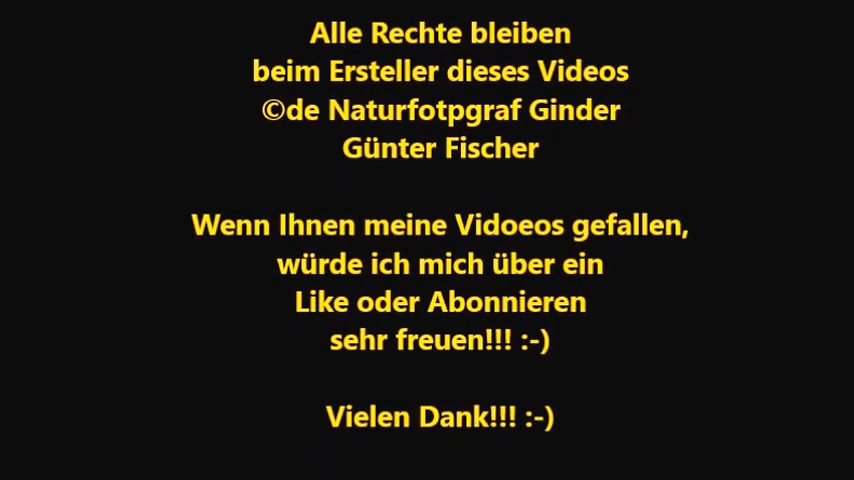 Alle Rechte bleiben
beim Ersteller dieses Videos
©de Naturfotpgraf Ginder
Günter Fischer
Wenn Ihnen meine Vidoeos gefallen,
würde ich mich über ein
Like oder Abonnieren
sehr freuen!!! :-)
Vielen Dank!!! :-)